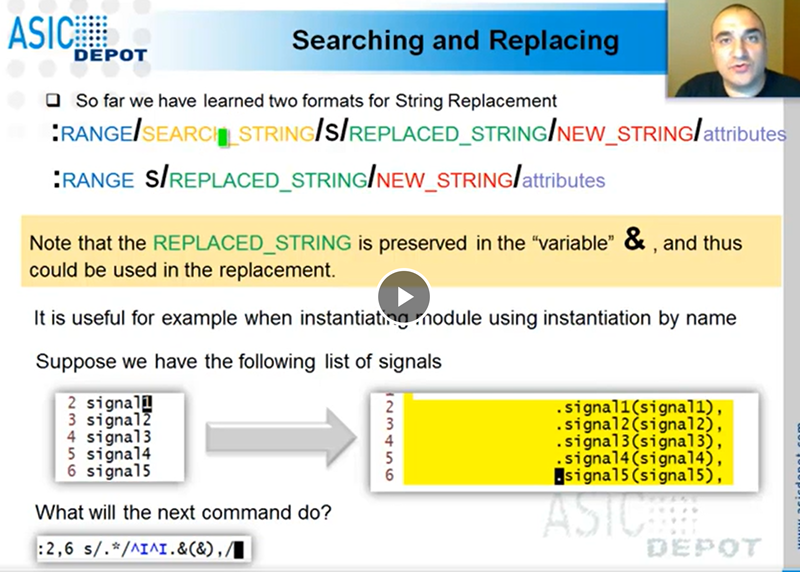 ASIC
DEPOT
Searching and Replacing
So far we have learned two formats for String Replacement
:RANGE/SEARCH_STRING/s/REPLACED_STRING/NEW_STRING/attributes
:RANGE s/REPLACED_STRING/NEW_STRING/attributes
Note that the REPLACED_STRING is preserved in the “variable” & , and thus
could be used in the replacement.
It is useful for example when instantiating module using instantiation by name
Suppose we have the following list of signals
2 signal1
3 signal2
4 signal3
5 signal4
6 signal5
2 .signal1(signal1),
3 .signal2(signal2),
4 .signal3(signal3),
5 .signal4(signal4),
6 .signal5(signal5),
What will the next command do?
:2,6 s/.*/^I^I.&(&),/
ASIC
DEPOT